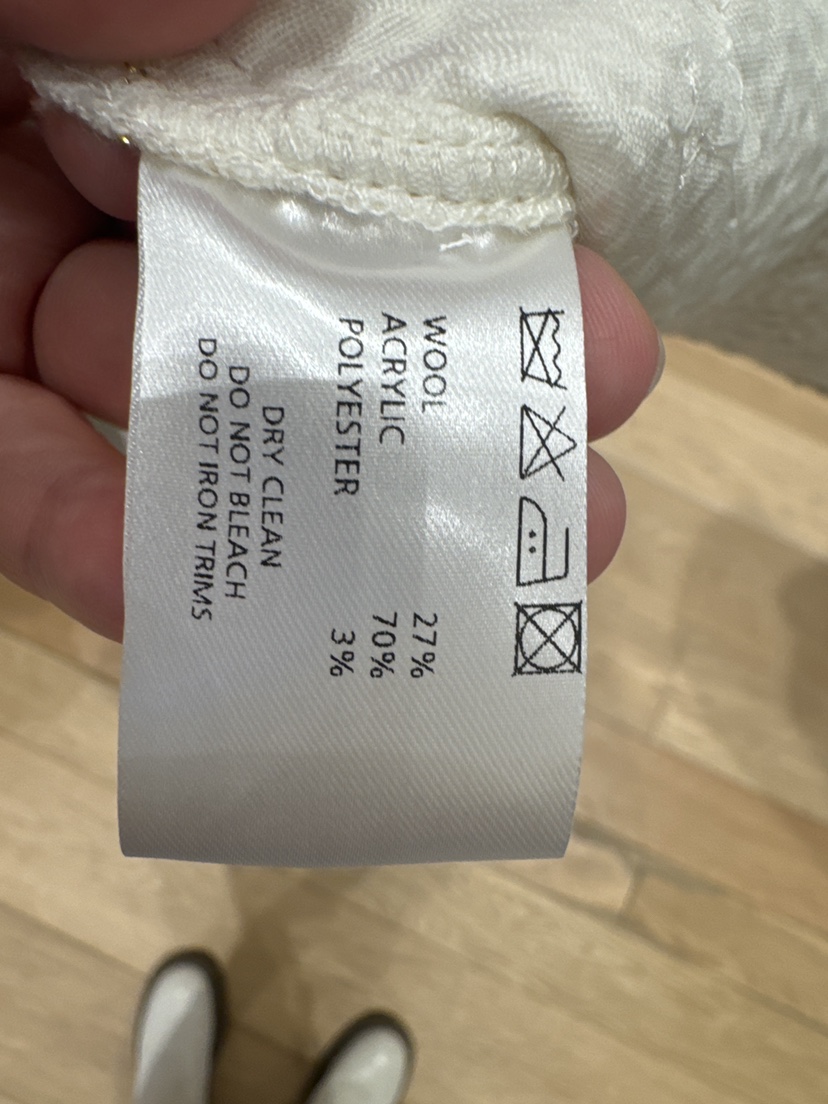 WOOL 27%
ACRYLIC 70%
POLYESTER 3%
DRY CLEAN
DO NOT BLEACH
DO NOT IRON TRIMS